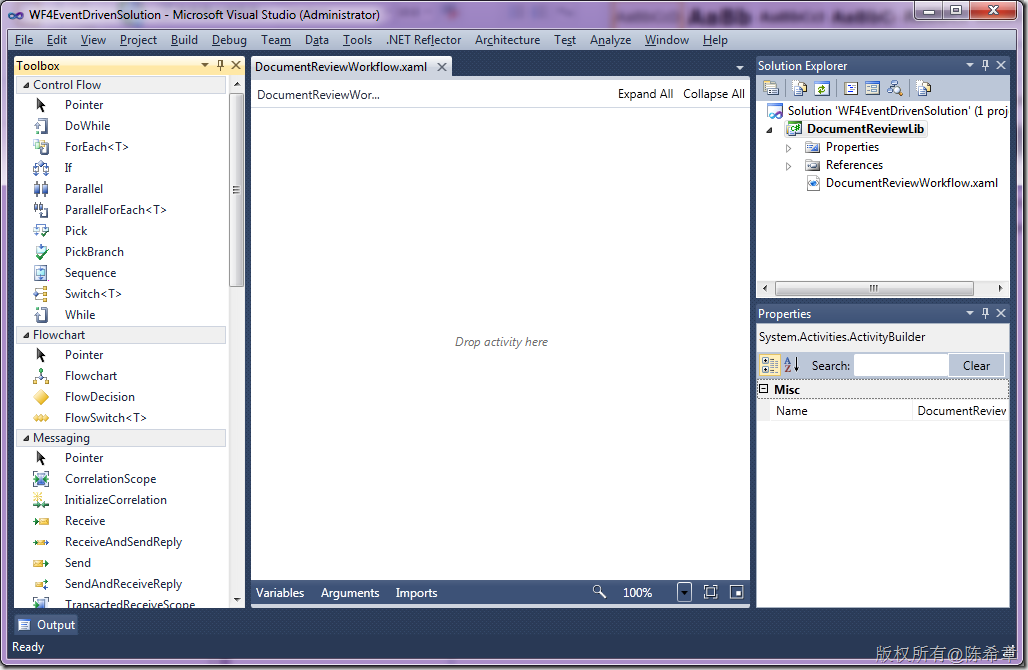 WF4EventDrivenSolution - Microsoft Visual Studio (Administrator)
File Edit View Project Build Debug Team Data Tools .NET Reflector Architecture Test Analyze Window Help
Toolbox
Control Flow
Pointer
DoWhile
ForEach<T>
If
Parallel
ParallelForEach<T>
Pick
PickBranch
Sequence
Switch<T>
While
Flowchart
Pointer
Flowchart
FlowDecision
FlowSwitch<T>
Messaging
Pointer
CorrelationScope
InitializeCorrelation
Receive
ReceiveAndSendReply
Send
SendAndReceiveReply
TransactedReceiveScope
DocumentReviewWorkflow.xaml
DocumentReviewWor... Expand All Collapse All
Drop activity here
Variables Arguments Imports 100%
Solution Explorer
Solution 'WF4EventDrivenSolution' (1 proj
DocumentReviewLib
Properties
References
DocumentReviewWorkflow.xaml
Properties
System.Activities.ActivityBuilder
Search: Clear
Misc
Name DocumentReview
Output
Ready
版权所有@陈希章